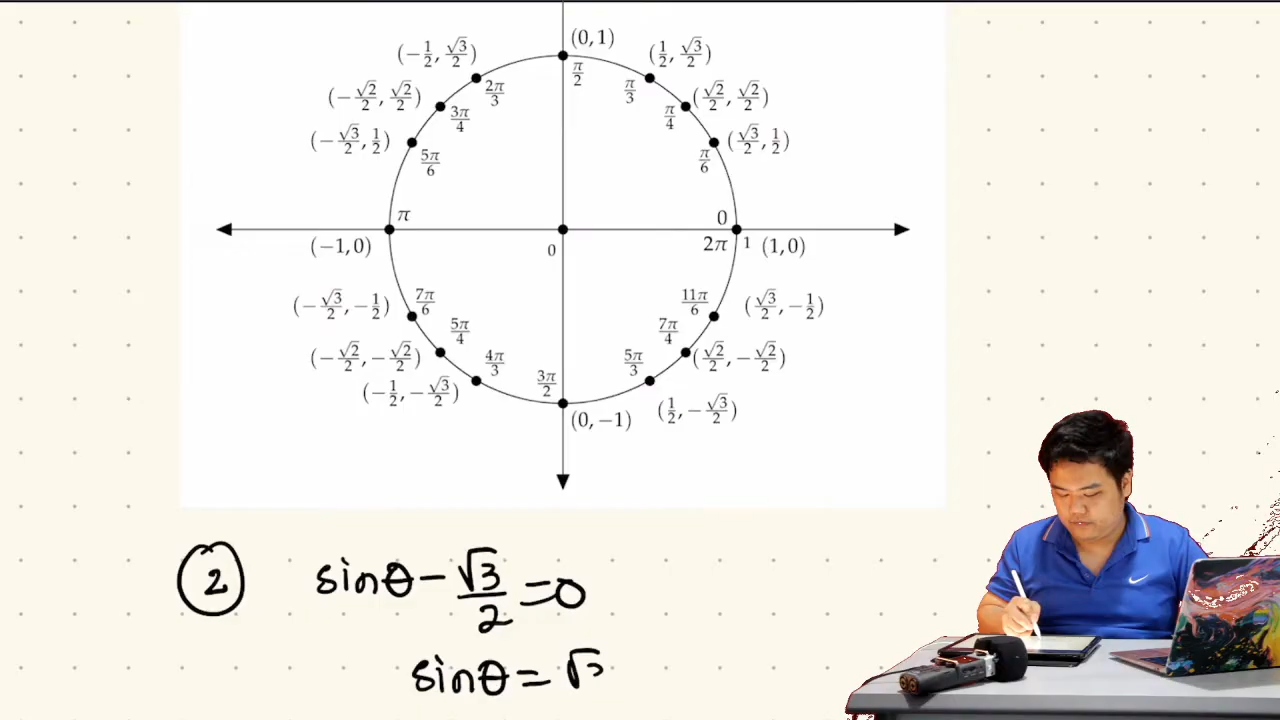 (0, 1)
(-1/2, √3/2)
π/2
(1/2, √3/2)
2π/3
π/3
(-√2/2, √2/2)
3π/4
π/4
(√2/2, √2/2)
(-√3/2, 1/2)
5π/6
π/6
(√3/2, 1/2)
π
0
(-1, 0)
0
2π
1
(1, 0)
(-√3/2, -1/2)
7π/6
11π/6
(√3/2, -1/2)
(-√2/2, -√2/2)
5π/4
7π/4
(√2/2, -√2/2)
(-1/2, -√3/2)
4π/3
3π/2
5π/3
(1/2, -√3/2)
(0, -1)
② sinθ - √3/2 = 0
sinθ = √